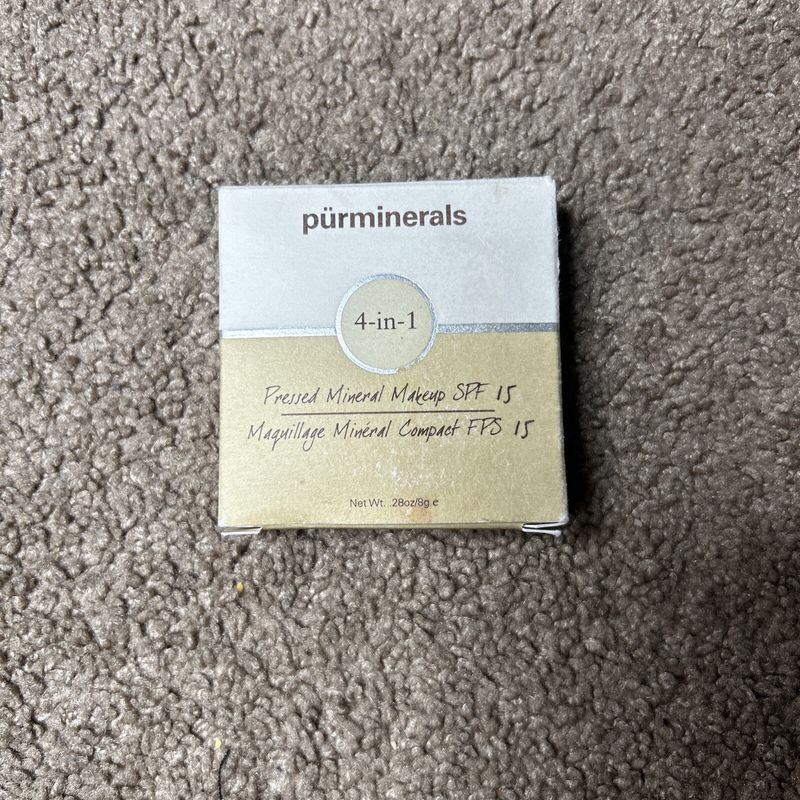 pürminerals
4-in-1
Pressed Mineral Makeup SPF 15
Maquillage Minéral Compact FPS 15
Net Wt. .28oz/8g e